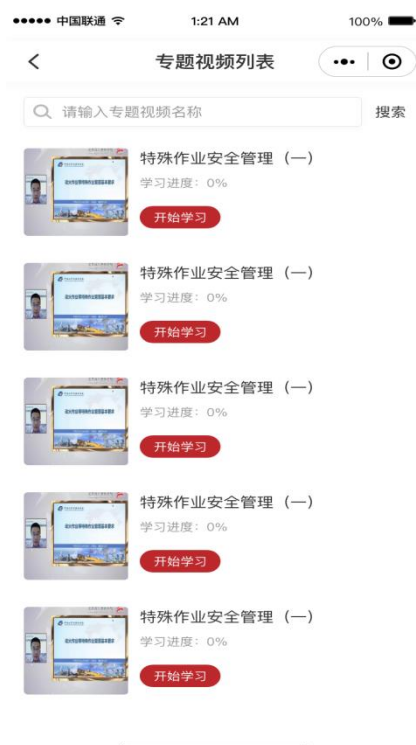 中国联通
1:21 AM
100%
专题视频列表
请输入专题视频名称
搜索
特殊作业安全管理（一）
学习进度：0%
开始学习
特殊作业安全管理（一）
学习进度：0%
开始学习
特殊作业安全管理（一）
学习进度：0%
开始学习
特殊作业安全管理（一）
学习进度：0%
开始学习
特殊作业安全管理（一）
学习进度：0%
开始学习